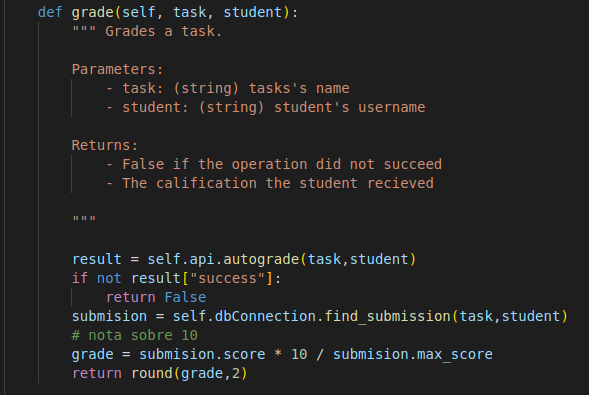 def grade(self, task, student):
""" Grades a task.
Parameters:
- task: (string) tasks's name
- student: (string) student's username
Returns:
- False if the operation did not succeed
- The calification the student recieved
"""
result = self.api.autograde(task,student)
if not result["success"]:
return False
submision = self.dbConnection.find_submission(task,student)
# nota sobre 10
grade = submision.score * 10 / submision.max_score
return round(grade,2)